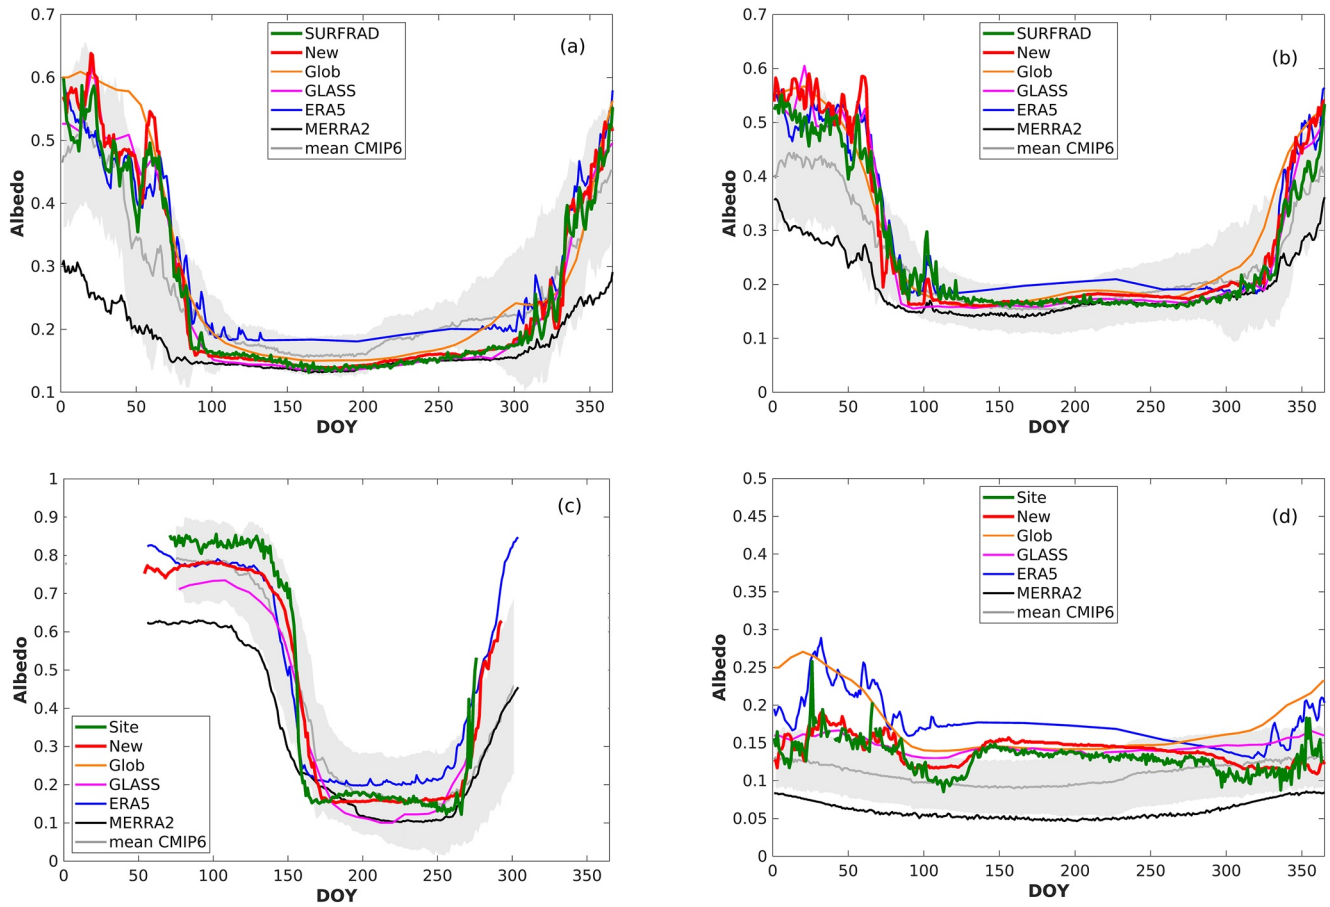 0.7
0.6
0.5
0.4
0.3
0.2
0.1
Albedo
SURFRAD
New
Glob
GLASS
ERA5
MERRA2
mean CMIP6
(a)
0 50 100 150 200 250 300 350
DOY
0.7
0.6
0.5
0.4
0.3
0.2
0.1
0
Albedo
SURFRAD
New
Glob
GLASS
ERA5
MERRA2
mean CMIP6
(b)
0 50 100 150 200 250 300 350
DOY
1
0.9
0.8
0.7
0.6
0.5
0.4
0.3
0.2
0.1
0
Albedo
(c)
Site
New
Glob
GLASS
ERA5
MERRA2
mean CMIP6
0 50 100 150 200 250 300 350
DOY
0.5
0.45
0.4
0.35
0.3
0.25
0.2
0.15
0.1
0.05
0
Albedo
Site
New
Glob
GLASS
ERA5
MERRA2
mean CMIP6
(d)
0 50 100 150 200 250 300 350
DOY